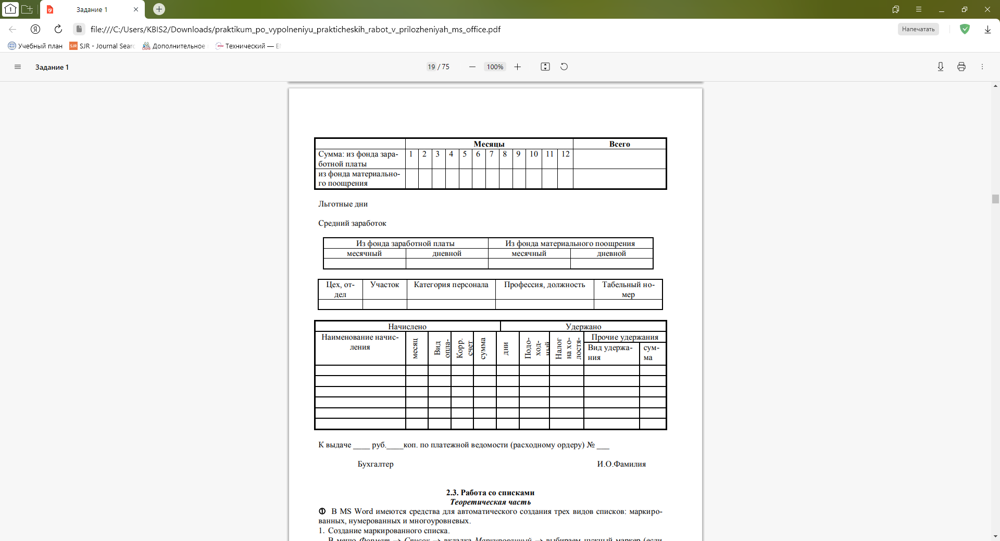 1
Задание 1
file:///C:/Users/KBIS2/Downloads/praktikum_po_vypolneniyu_prakticheskih_rabot_v_prilozheniyah_ms_office.pdf
Напечатать
Учебный план
SJR SJR - Journal Searc
Дополнительное
Технический —
Задание 1
19 / 75
100%
Месяцы Всего
Сумма: из фонда зара- 1 2 3 4 5 6 7 8 9 10 11 12
ботной платы
из фонда материально-
го поощрения
Льготные дни
Средний заработок
Из фонда заработной платы Из фонда материального поощрения
месячный дневной месячный дневной
Цех, от- Участок Категория персонала Профессия, должность Табельный но-
дел мер
Начислено Удержано
Наименование начис-
ления
месяц
Вид
опла-
Корр.
счет
сумма
дни
Подо-
ход-
ный
Налог
на хо-
лостя-
Прочие удержания
Вид удержа-
ния
сум-
ма
К выдаче ____ руб.____коп. по платежной ведомости (расходному ордеру) № ___
Бухгалтер И.О.Фамилия
2.3. Работа со списками
Теоретическая часть
① В MS Word имеются средства для автоматического создания трех видов списков: маркиро-
ванных, нумерованных и многоуровневых.
1. Создание маркированного списка.
В меню Формат → Список → вкладка Маркированный → выбираем нужный маркер (если